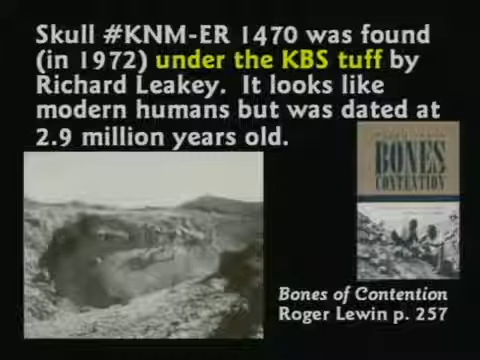 Skull #KNM-ER 1470 was found
(in 1972) under the KBS tuff by
Richard Leakey. It looks like
modern humans but was dated at
2.9 million years old.
BONES
CONTENTION
Bones of Contention
Roger Lewin p. 257